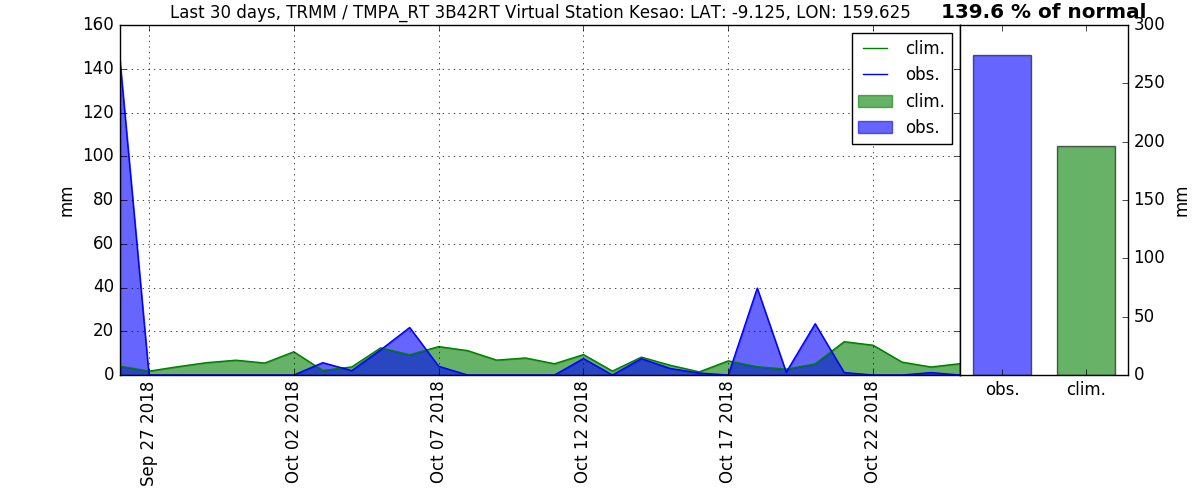 Last 30 days, TRMM / TMPA_RT 3B42RT Virtual Station Kesao: LAT: -9.125, LON: 159.625
139.6 % of normal
160
140
120
100
80
60
40
20
0
mm
Sep 27 2018
Oct 02 2018
Oct 07 2018
Oct 12 2018
Oct 17 2018
Oct 22 2018
clim.
obs.
clim.
obs.
300
250
200
150
100
50
0
mm
obs.
clim.